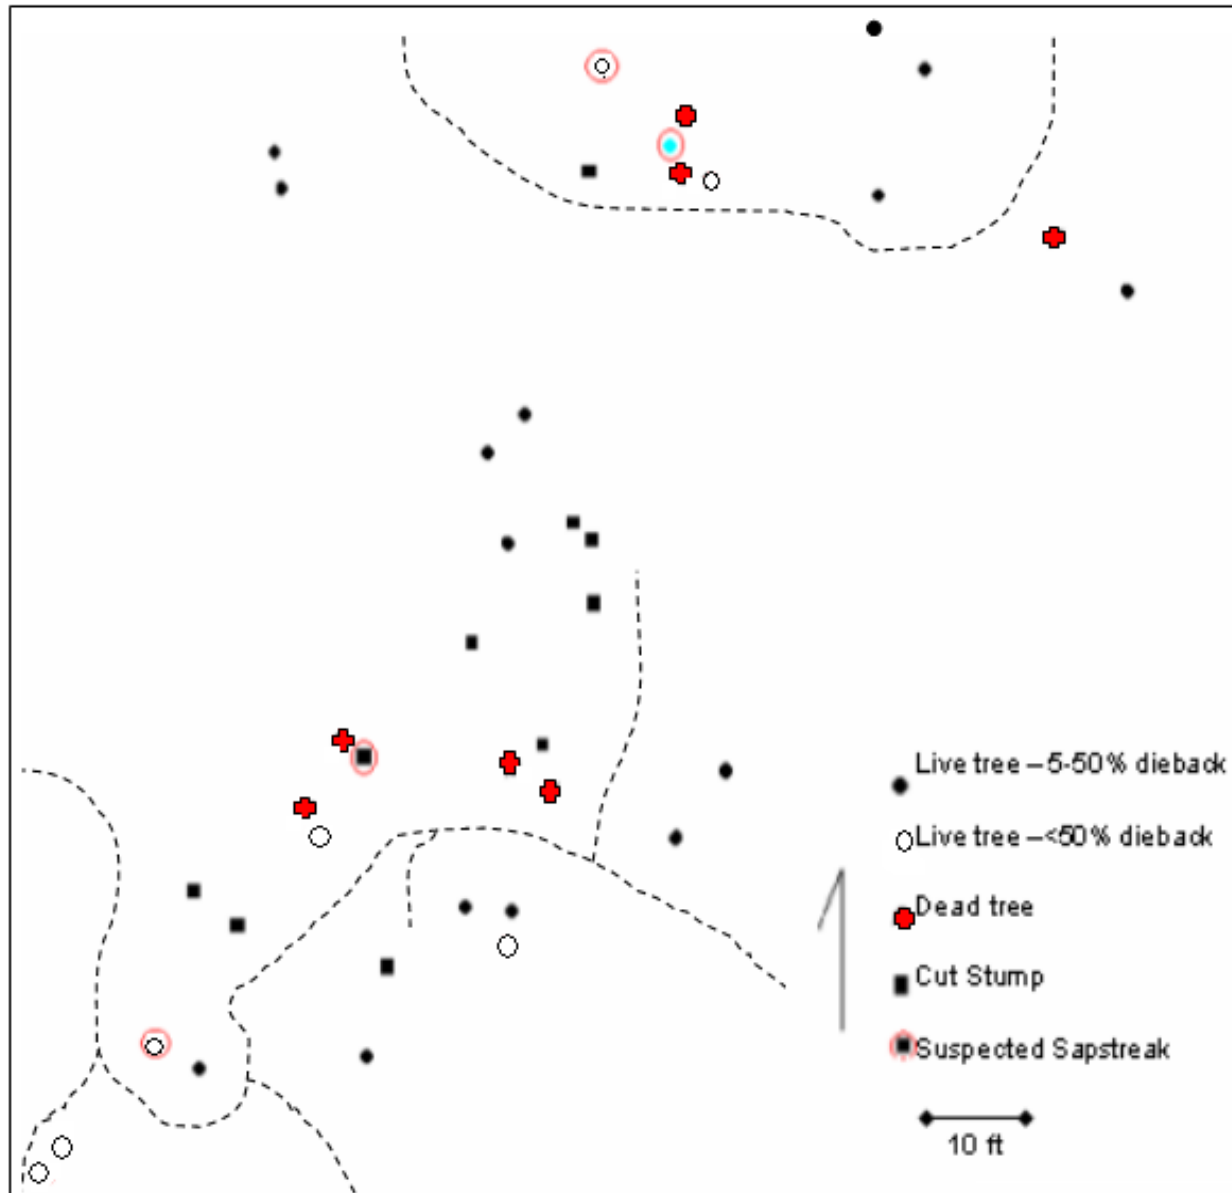 Live tree – 5-50% dieback
Live tree –<50% dieback
Dead tree
Cut Stump
Suspected Sapstreak
10 ft